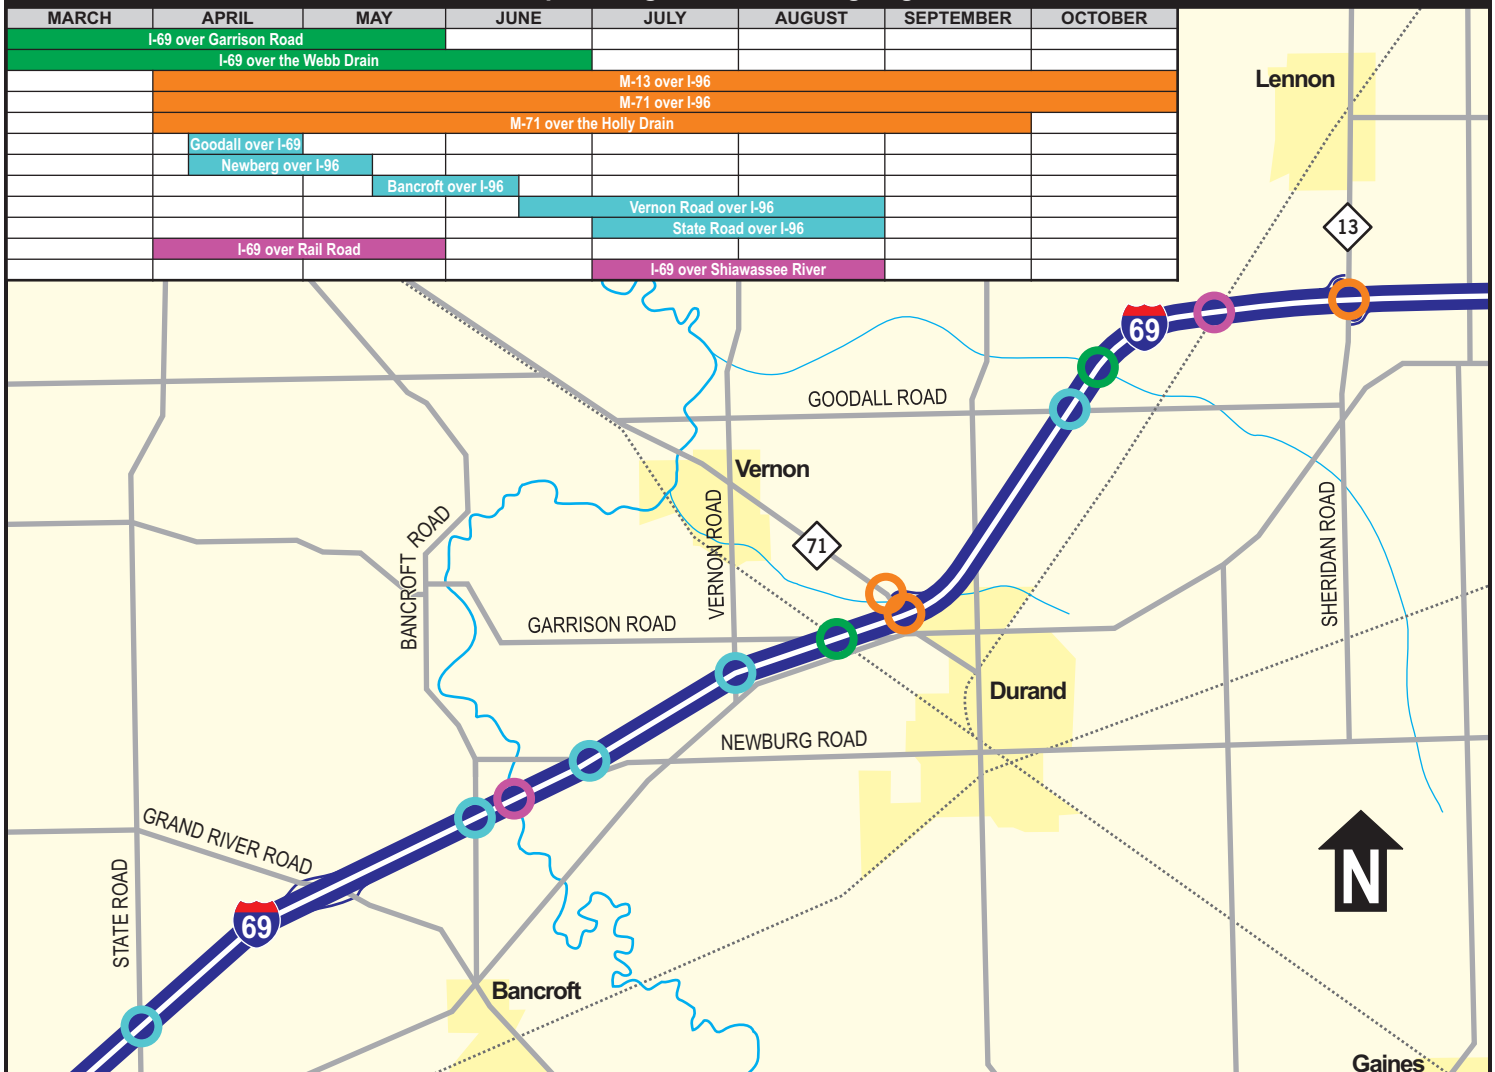 MARCH APRIL MAY JUNE JULY AUGUST SEPTEMBER OCTOBER
I-69 over Garrison Road
I-69 over the Webb Drain
M-13 over I-96
M-71 over I-96
M-71 over the Holly Drain
Goodall over I-69
Newberg over I-96
Bancroft over I-96
Vernon Road over I-96
State Road over I-96
I-69 over Rail Road
I-69 over Shiawassee River
Lennon
13
69
GOODALL ROAD
Vernon
VERNON ROAD
71
BANCROFT ROAD
SHERIDAN ROAD
GARRISON ROAD
Durand
NEWBURG ROAD
GRAND RIVER ROAD
STATE ROAD
69
N
Bancroft
Gaines